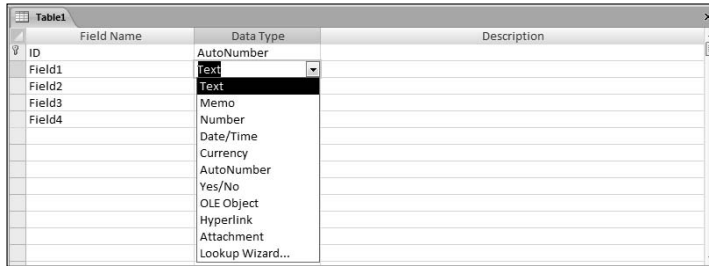 Table1
Field Name Data Type Description
ID AutoNumber
Field1 Text
Field2 Text
Field3 Memo
Field4 Number
Date/Time
Currency
AutoNumber
Yes/No
OLE Object
Hyperlink
Attachment
Lookup Wizard...